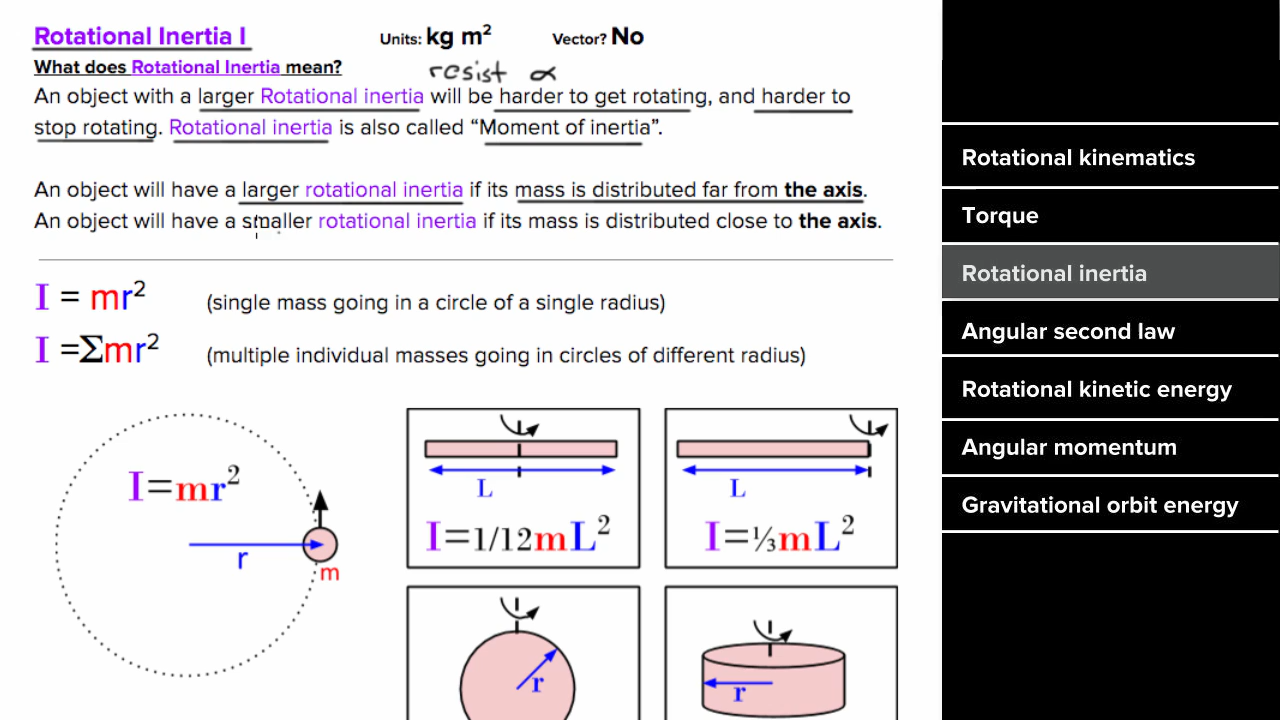 Rotational Inertia I Units: kg m² Vector? No
What does Rotational Inertia mean? resist α
An object with a larger Rotational inertia will be harder to get rotating, and harder to
stop rotating. Rotational inertia is also called “Moment of inertia”.
An object will have a larger rotational inertia if its mass is distributed far from the axis.
An object will have a smaller rotational inertia if its mass is distributed close to the axis.
I = mr² (single mass going in a circle of a single radius)
I =Σmr² (multiple individual masses going in circles of different radius)
I=mr²
r
m
L
I=1/12mL²
L
I=⅓mL²
r
r
Rotational kinematics
Torque
Rotational inertia
Angular second law
Rotational kinetic energy
Angular momentum
Gravitational orbit energy